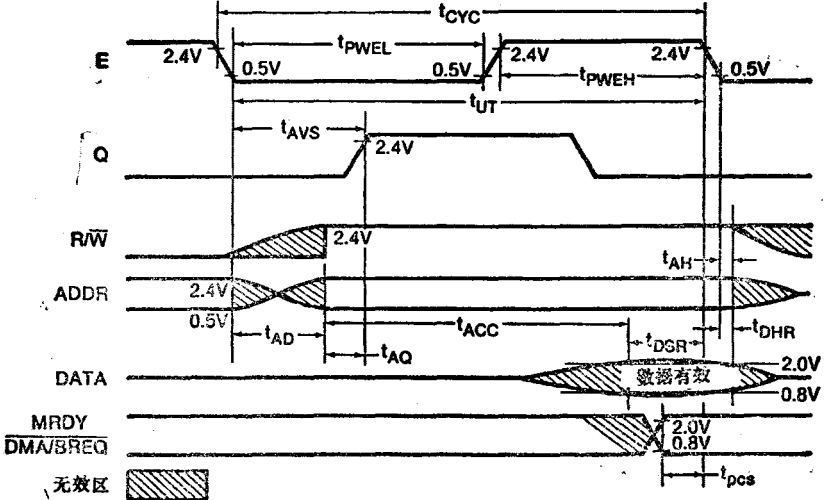 tCYC
E
2.4V
0.5V
tPWEL
0.5V
2.4V
2.4V
0.5V
tPWEH
tUT
tAVS
Q
2.4V
R/W̅
2.4V
tAH
ADDR
2.4V
0.5V
tAD
tACC
tAQ
tDSR
tDHR
DATA
数据有效
2.0V
0.8V
MRDY
D̅M̅A̅/̅B̅R̅E̅Q̅
2.0V
0.8V
tpcs
无效区